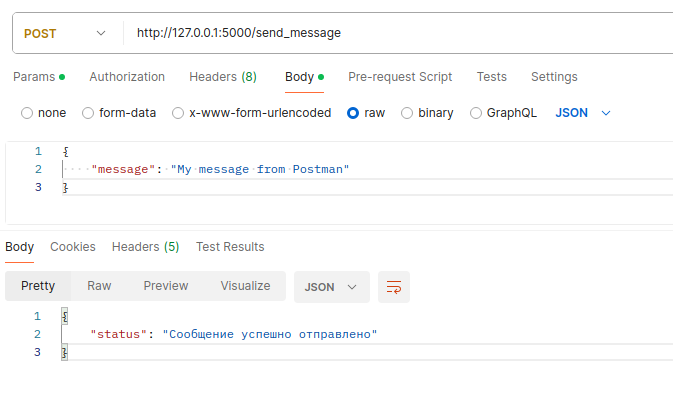 POST http://127.0.0.1:5000/send_message
Params Authorization Headers (8) Body Pre-request Script Tests Settings
none form-data x-www-form-urlencoded raw binary GraphQL JSON
1 {
2 "message": "My message from Postman"
3 }
Body Cookies Headers (5) Test Results
Pretty Raw Preview Visualize JSON
1 {
2 "status": "Сообщение успешно отправлено"
3 }